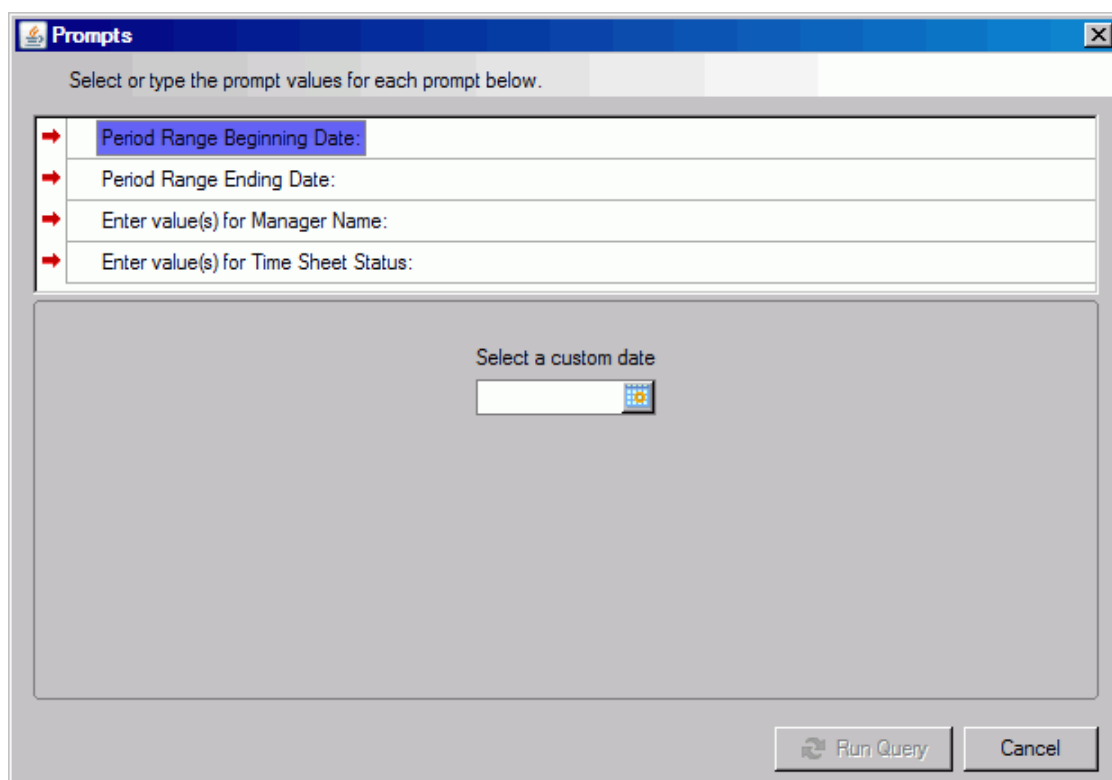 Prompts
Select or type the prompt values for each prompt below.
Period Range Beginning Date:
Period Range Ending Date:
Enter value(s) for Manager Name:
Enter value(s) for Time Sheet Status:
Select a custom date
Run Query
Cancel